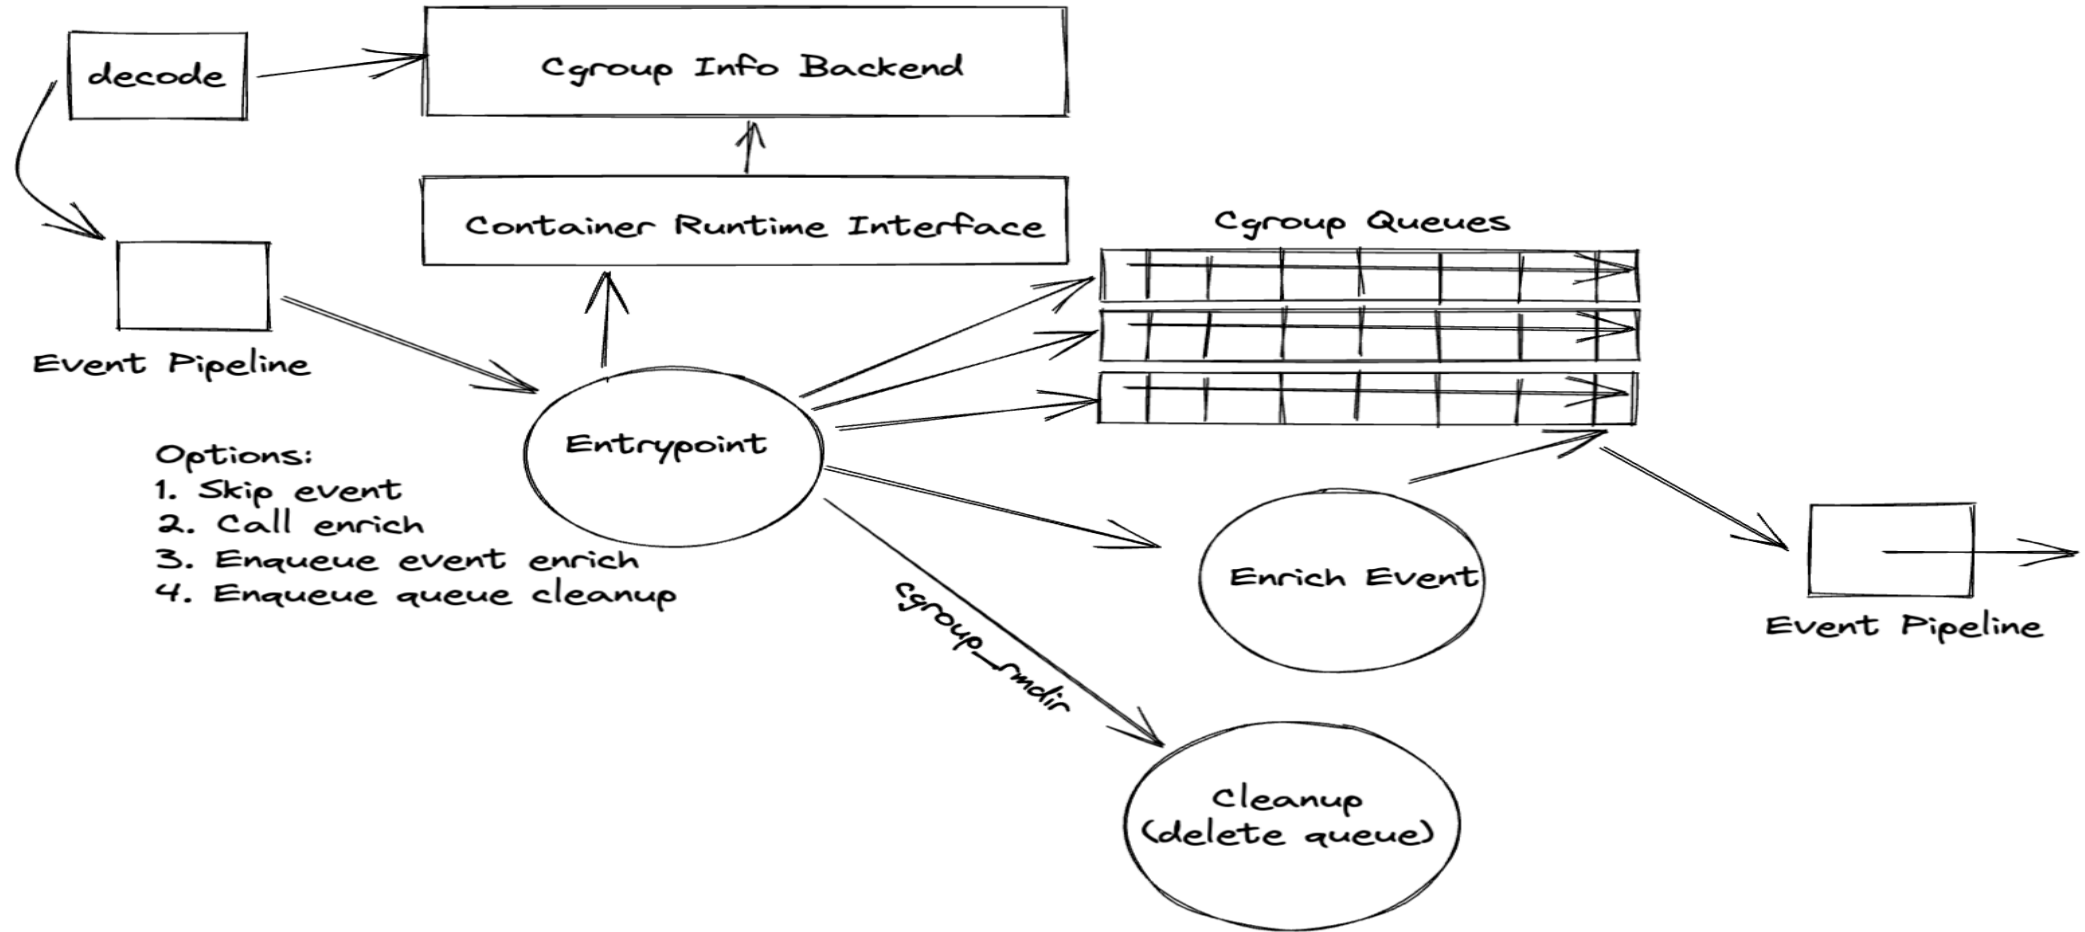 decode
Cgroup Info Backend
Container Runtime Interface
Cgroup Queues
Event Pipeline
Entrypoint
Options:
1. Skip event
2. Call enrich
3. Enqueue event enrich
4. Enqueue queue cleanup
cgroup_rmdir
Enrich Event
Event Pipeline
Cleanup
(delete queue)